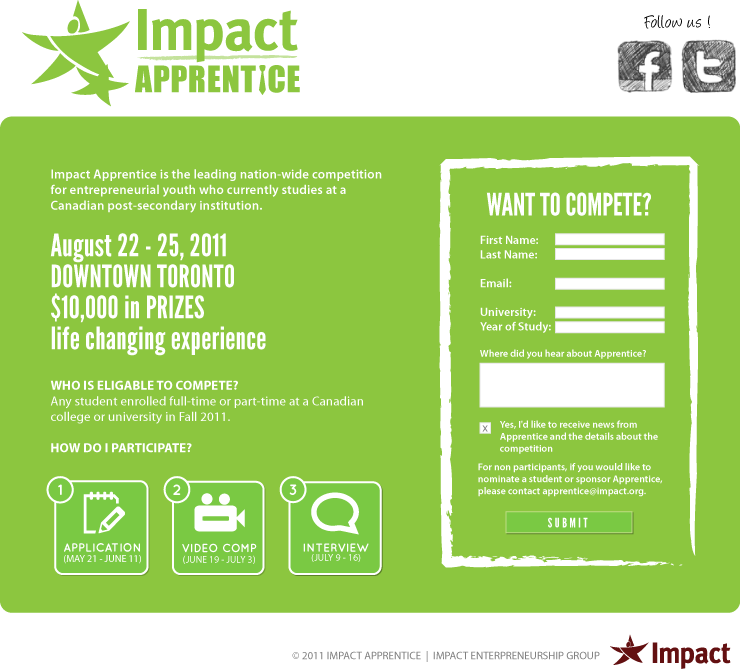 Impact
APPRENTICE
Follow us !
f
t
Impact Apprentice is the leading nation-wide competition
for entrepreneurial youth who currently studies at a
Canadian post-secondary institution.
August 22 - 25, 2011
DOWNTOWN TORONTO
$10,000 in PRIZES
life changing experience
WHO IS ELIGABLE TO COMPETE?
Any student enrolled full-time or part-time at a Canadian
college or university in Fall 2011.
HOW DO I PARTICIPATE?
1
APPLICATION
(MAY 21 - JUNE 11)
2
VIDEO COMP
(JUNE 19 - JULY 3)
3
INTERVIEW
(JULY 9 - 16)
WANT TO COMPETE?
First Name:
Last Name:
Email:
University:
Year of Study:
Where did you hear about Apprentice?
X Yes, I'd like to receive news from
Apprentice and the details about the
competition
For non participants, if you would like to
nominate a student or sponsor Apprentice,
please contact apprentice@impact.org.
SUBMIT
© 2011 IMPACT APPRENTICE | IMPACT ENTERPRENEURSHIP GROUP
Impact